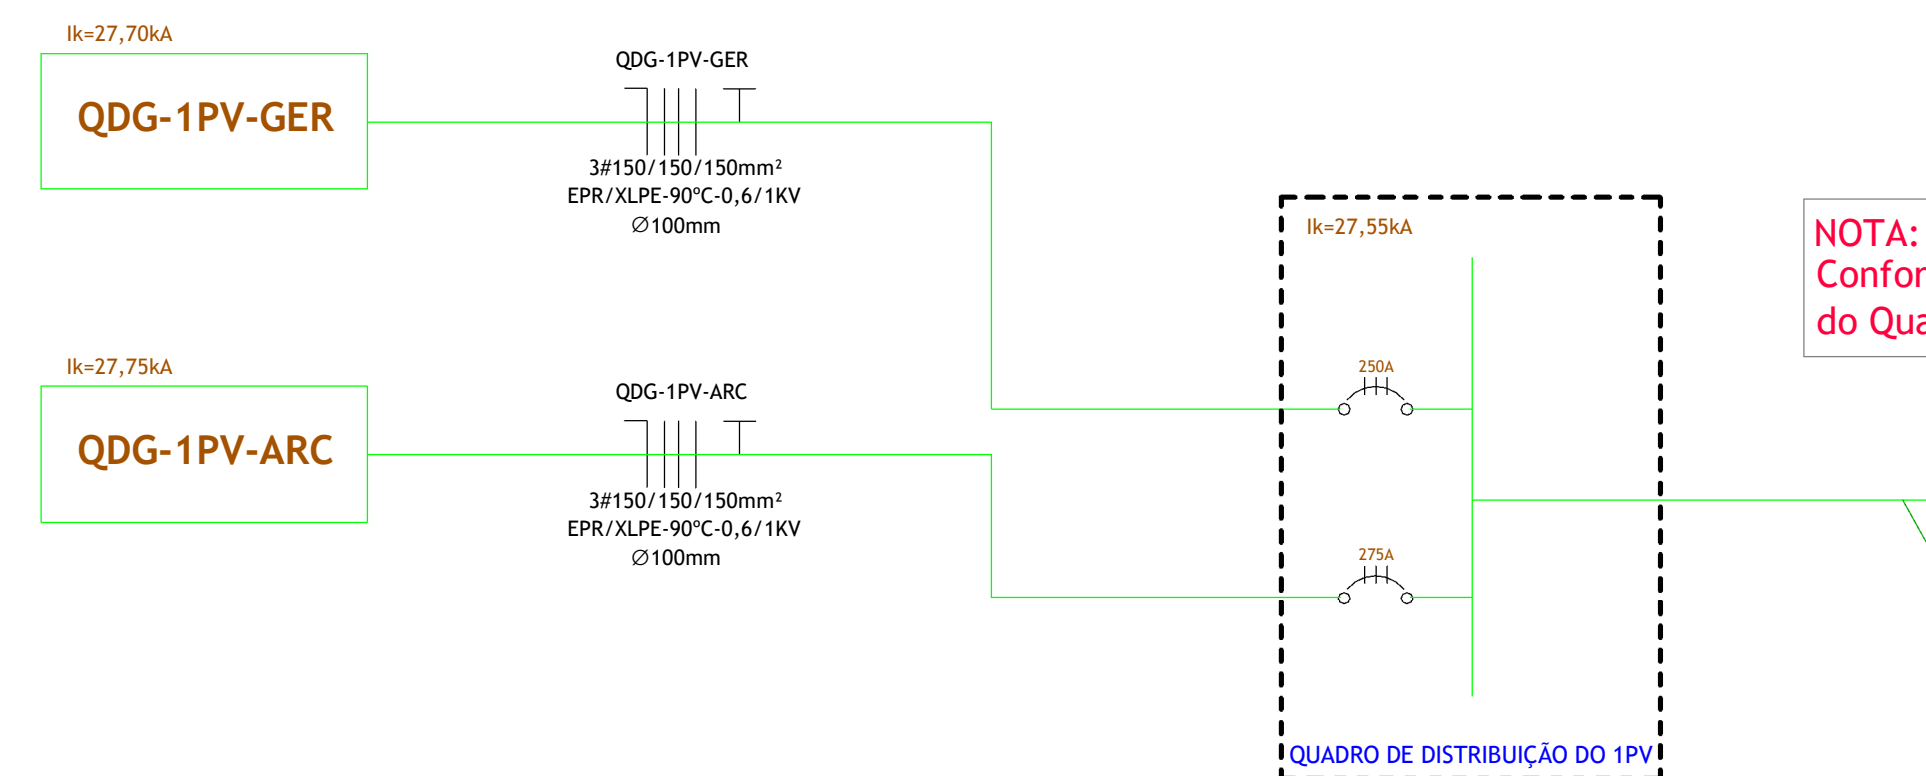 Ik=27,70kA
QDG-1PV-GER
QDG-1PV-GER
3#150/150/150mm²
EPR/XLPE-90ºC-0,6/1KV
∅100mm
Ik=27,75kA
QDG-1PV-ARC
QDG-1PV-ARC
3#150/150/150mm²
EPR/XLPE-90ºC-0,6/1KV
∅100mm
Ik=27,55kA
250A
275A
QUADRO DE DISTRIBUIÇÃO DO 1PV
NOTA:
do